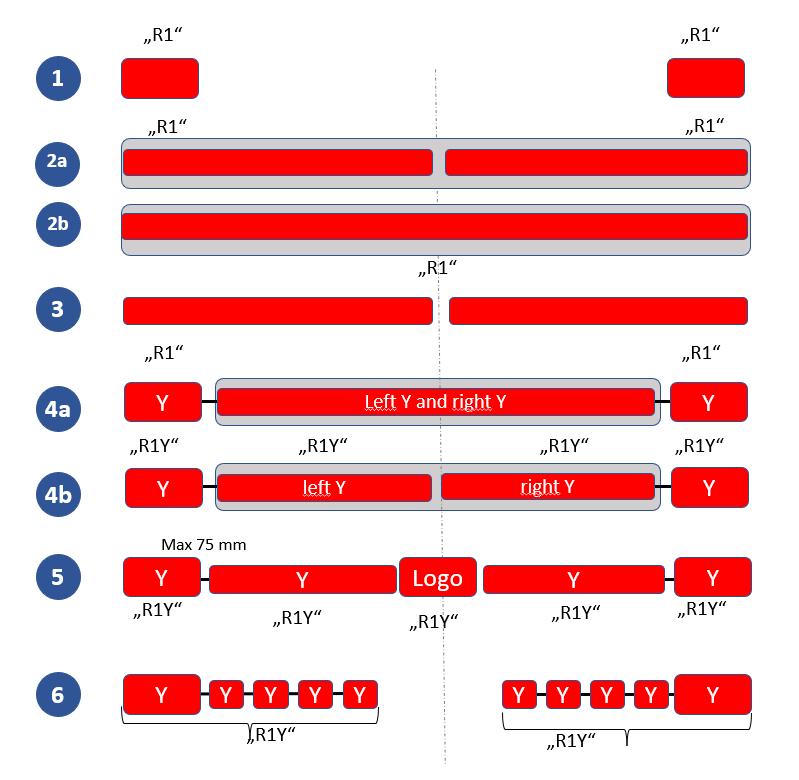 „R1“ „R1“
1
„R1“ „R1“
2a
2b
„R1“
3
„R1“ „R1“
4a Y Left Y and right Y Y
„R1Y“ „R1Y“ „R1Y“ „R1Y“
4b Y left Y right Y Y
Max 75 mm
5 Y Y Logo Y Y
„R1Y“ „R1Y“ „R1Y“ „R1Y“ „R1Y“
6 Y Y Y Y Y Y Y Y Y Y
„R1Y“ „R1Y“